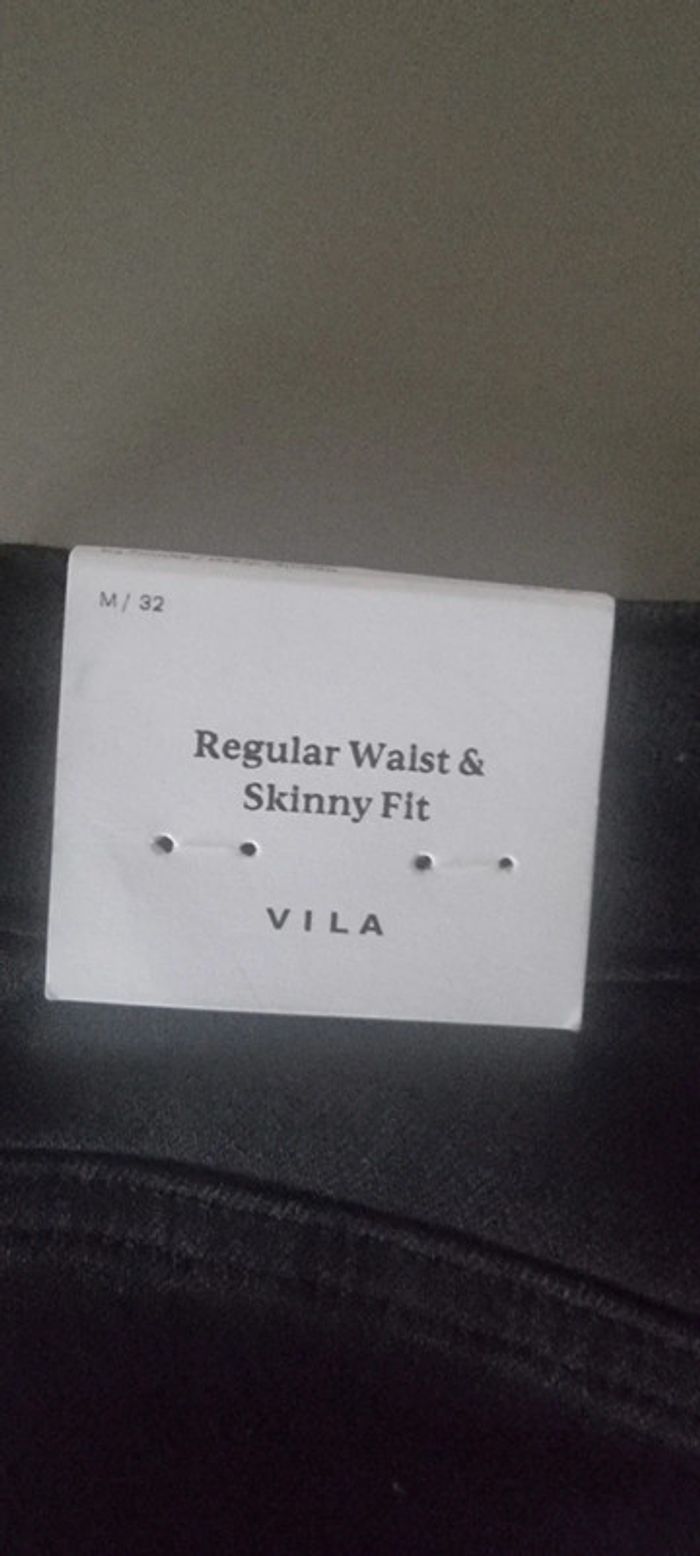 M/ 32
Regular Waist &
Skinny Fit
VILA